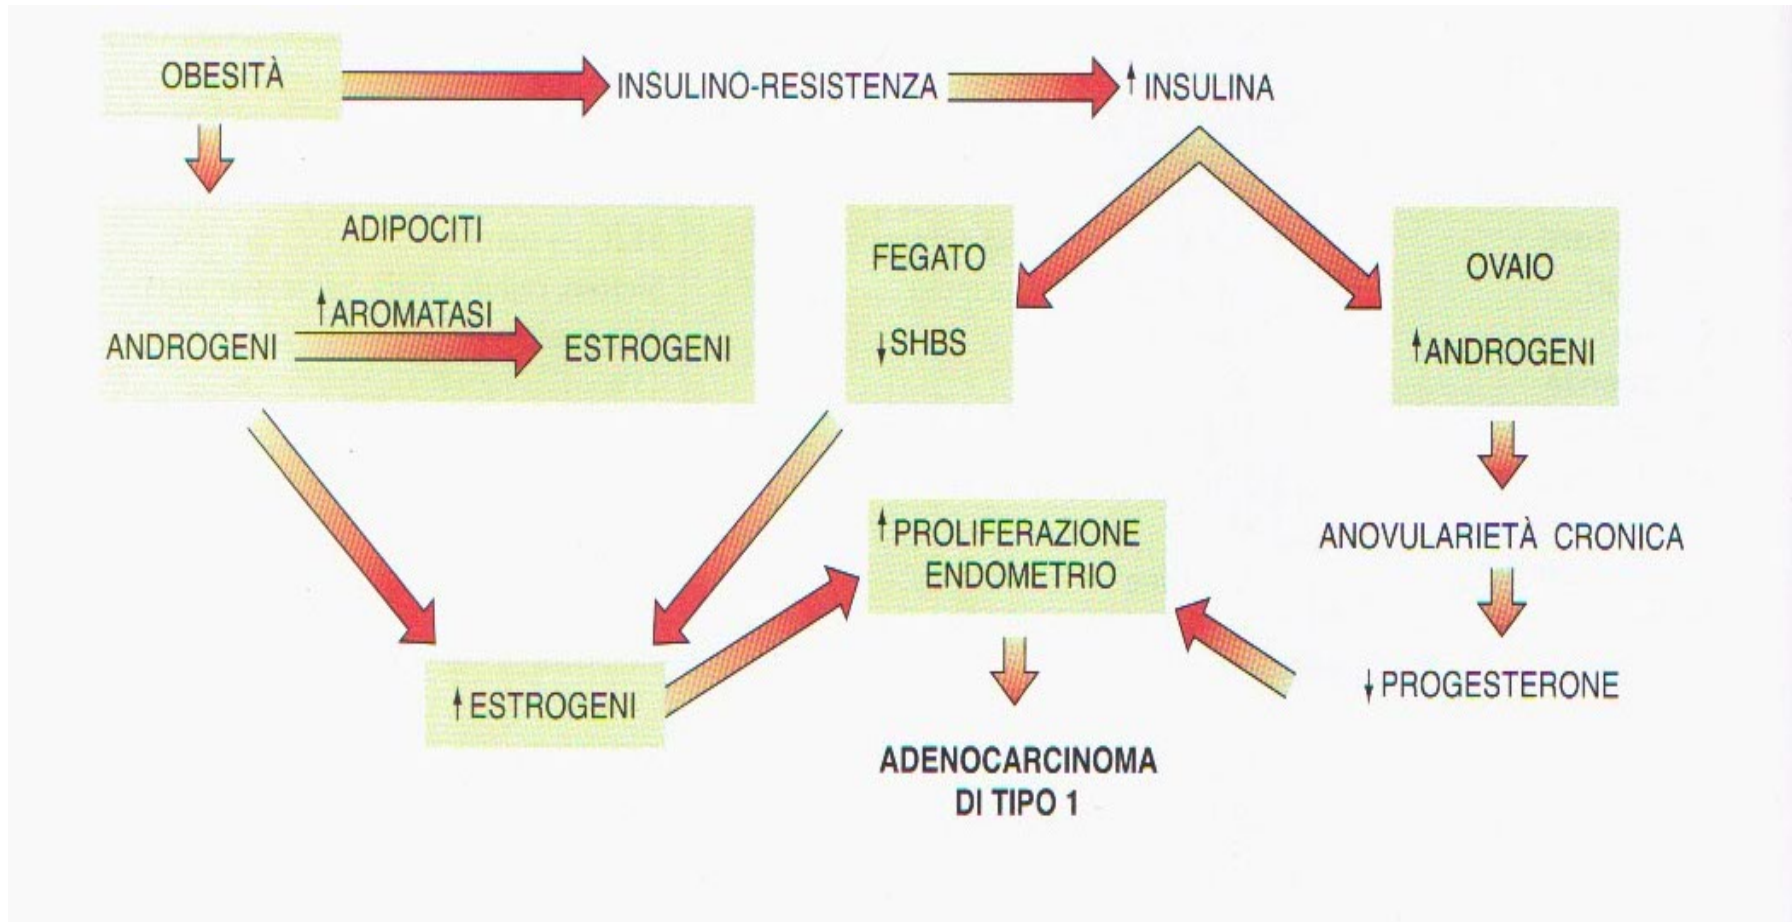 OBESITÀ
INSULINO-RESISTENZA
↑ INSULINA
ADIPOCITI
↑AROMATASI
ANDROGENI
ESTROGENI
FEGATO
↓SHBS
OVAIO
↑ANDROGENI
ANOVULARIETÀ CRONICA
↓PROGESTERONE
↑PROLIFERAZIONE
ENDOMETRIO
↑ESTROGENI
ADENOCARCINOMA
DI TIPO 1